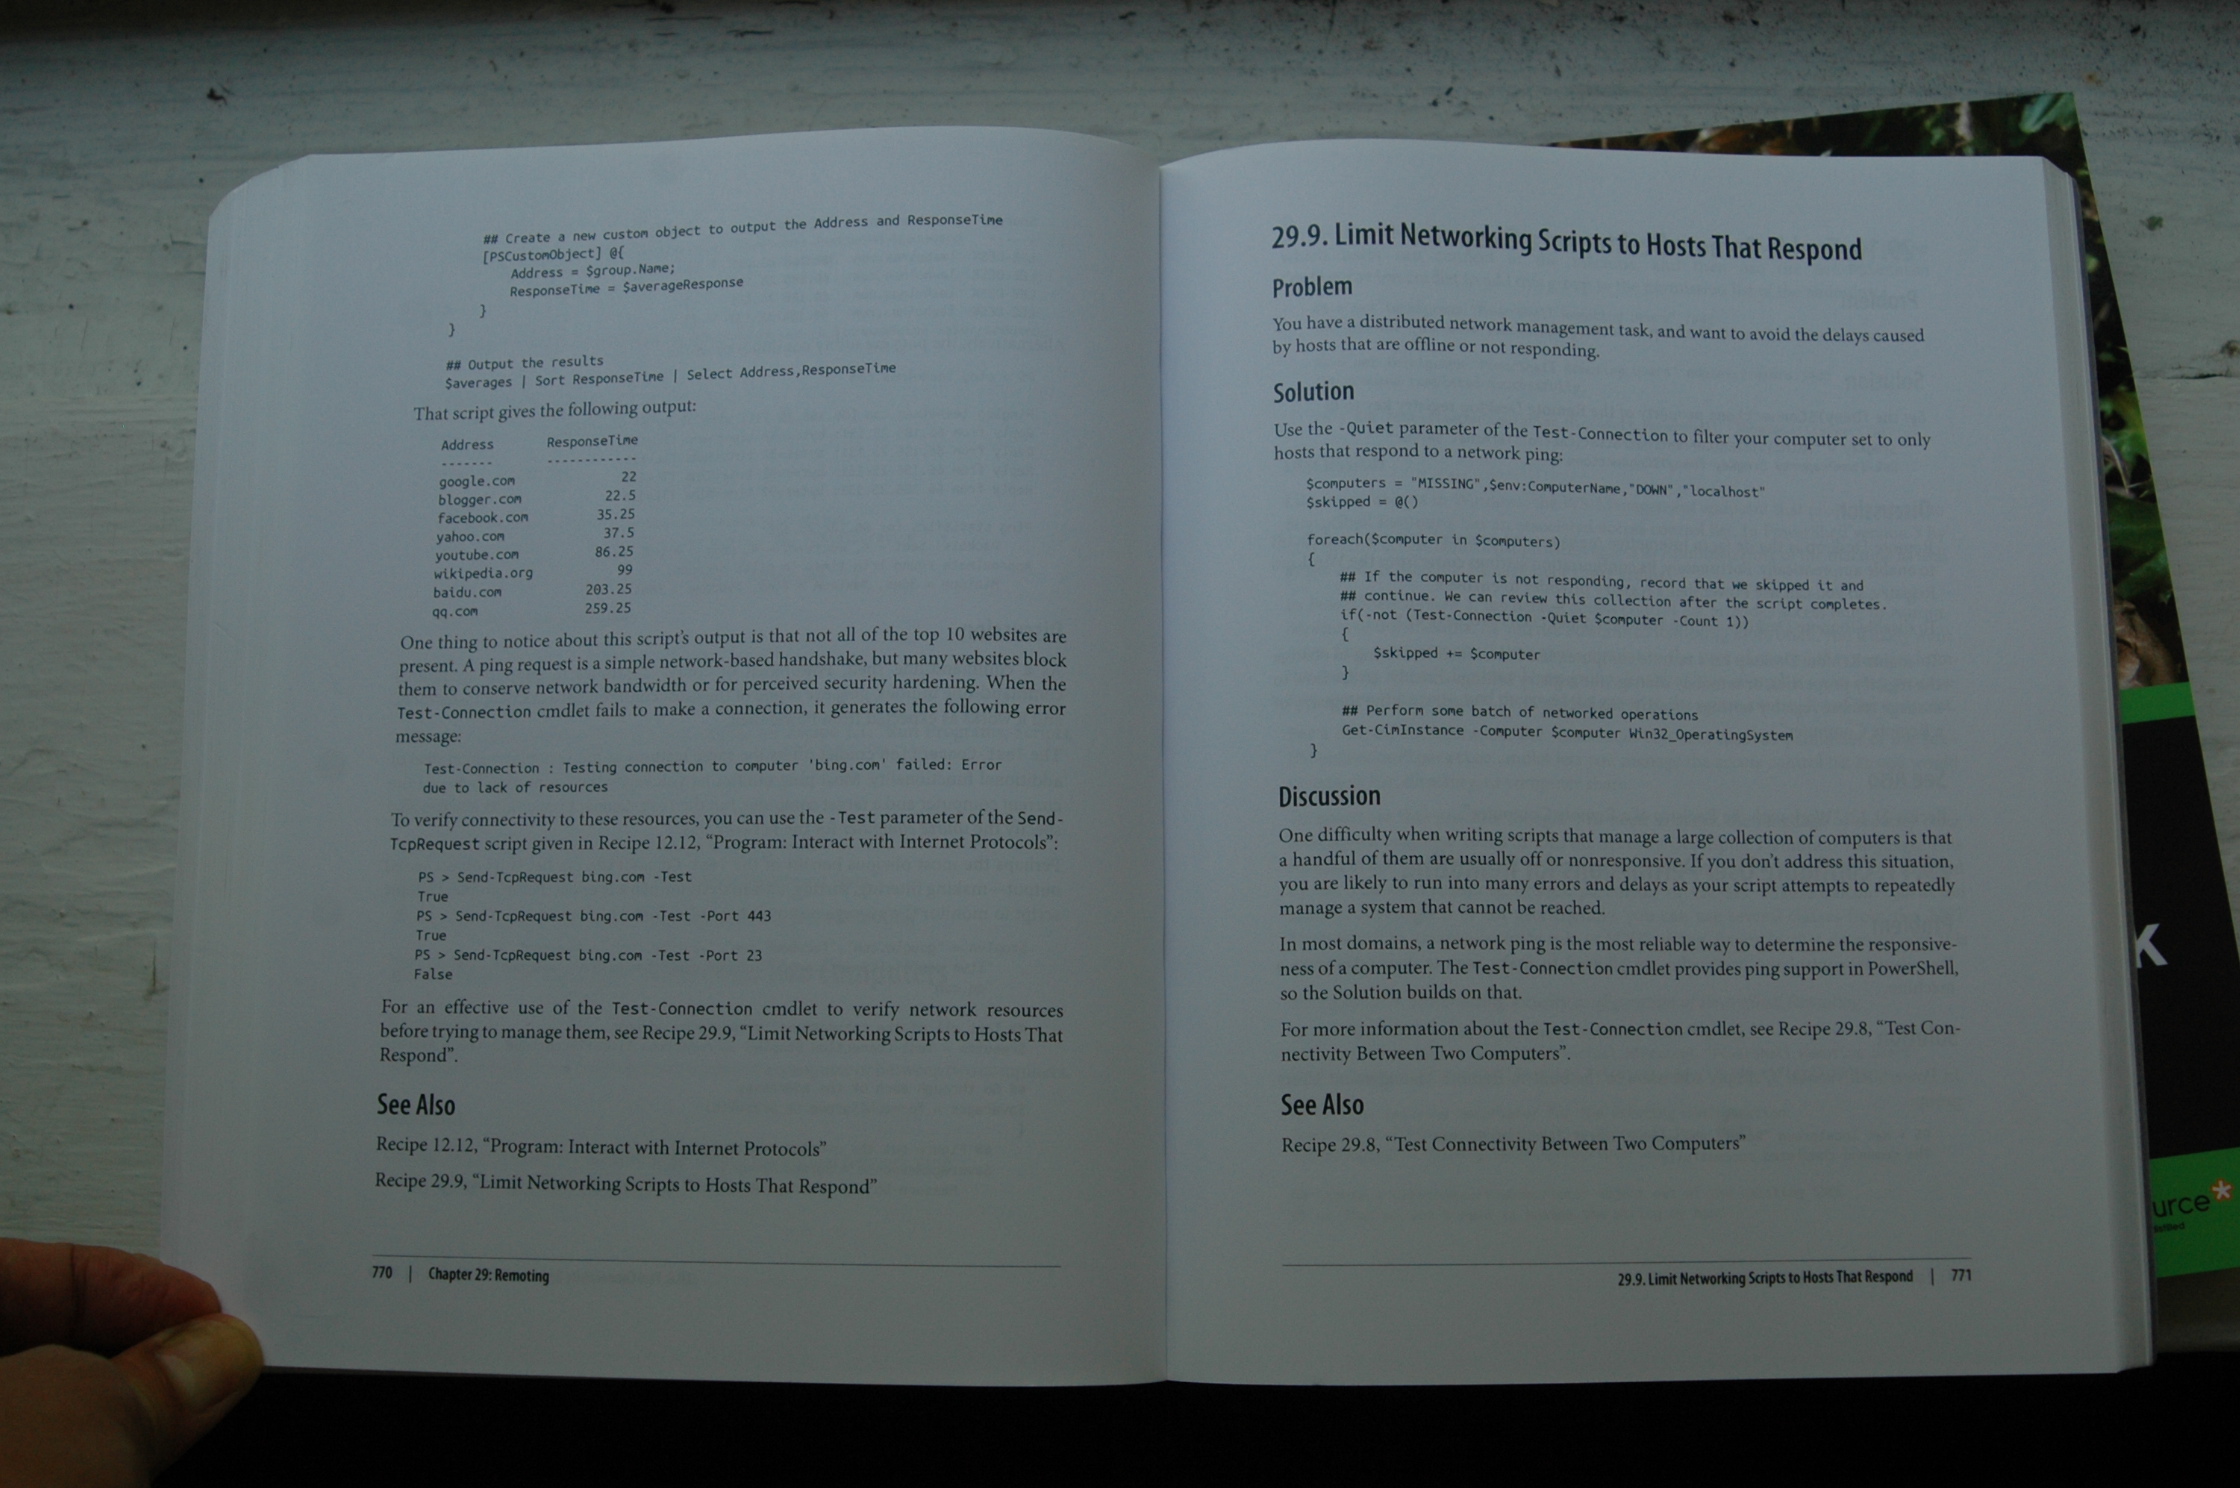 ## Create a new custom object to output the Address and ResponseTime
[PSCustomObject] @{
Address = $group.Name;
ResponseTime = $averageResponse
}
}
## Output the results
$averages | Sort ResponseTime | Select Address,ResponseTime
That script gives the following output:
Address ResponseTime
------- ------------
google.com 22
blogger.com 22.5
facebook.com 35.25
yahoo.com 37.5
youtube.com 86.25
wikipedia.org 99
baidu.com 203.25
qq.com 259.25
One thing to notice about this script's output is that not all of the top 10 websites are
present. A ping request is a simple network-based handshake, but many websites block
them to conserve network bandwidth or for perceived security hardening. When the
Test-Connection cmdlet fails to make a connection, it generates the following error
message:
Test-Connection : Testing connection to computer 'bing.com' failed: Error
due to lack of resources
To verify connectivity to these resources, you can use the -Test parameter of the Send-
TcpRequest script given in Recipe 12.12, “Program: Interact with Internet Protocols”:
PS > Send-TcpRequest bing.com -Test
True
PS > Send-TcpRequest bing.com -Test -Port 443
True
PS > Send-TcpRequest bing.com -Test -Port 23
False
For an effective use of the Test-Connection cmdlet to verify network resources
before trying to manage them, see Recipe 29.9, “Limit Networking Scripts to Hosts That
Respond”.
See Also
Recipe 12.12, “Program: Interact with Internet Protocols”
Recipe 29.9, “Limit Networking Scripts to Hosts That Respond”
770 | Chapter 29: Remoting
29.9. Limit Networking Scripts to Hosts That Respond
Problem
You have a distributed network management task, and want to avoid the delays caused
by hosts that are offline or not responding.
Solution
Use the -Quiet parameter of the Test-Connection to filter your computer set to only
hosts that respond to a network ping:
$computers = "MISSING",$env:ComputerName,"DOWN","localhost"
$skipped = @()
foreach($computer in $computers)
{
## If the computer is not responding, record that we skipped it and
## continue. We can review this collection after the script completes.
if(-not (Test-Connection -Quiet $computer -Count 1))
{
$skipped += $computer
}
## Perform some batch of networked operations
Get-CimInstance -Computer $computer Win32_OperatingSystem
}
Discussion
One difficulty when writing scripts that manage a large collection of computers is that
a handful of them are usually off or nonresponsive. If you don't address this situation,
you are likely to run into many errors and delays as your script attempts to repeatedly
manage a system that cannot be reached.
In most domains, a network ping is the most reliable way to determine the responsive-
ness of a computer. The Test-Connection cmdlet provides ping support in PowerShell,
so the Solution builds on that.
For more information about the Test-Connection cmdlet, see Recipe 29.8, “Test Con-
nectivity Between Two Computers”.
See Also
Recipe 29.8, “Test Connectivity Between Two Computers”
29.9. Limit Networking Scripts to Hosts That Respond | 771
K
urce*